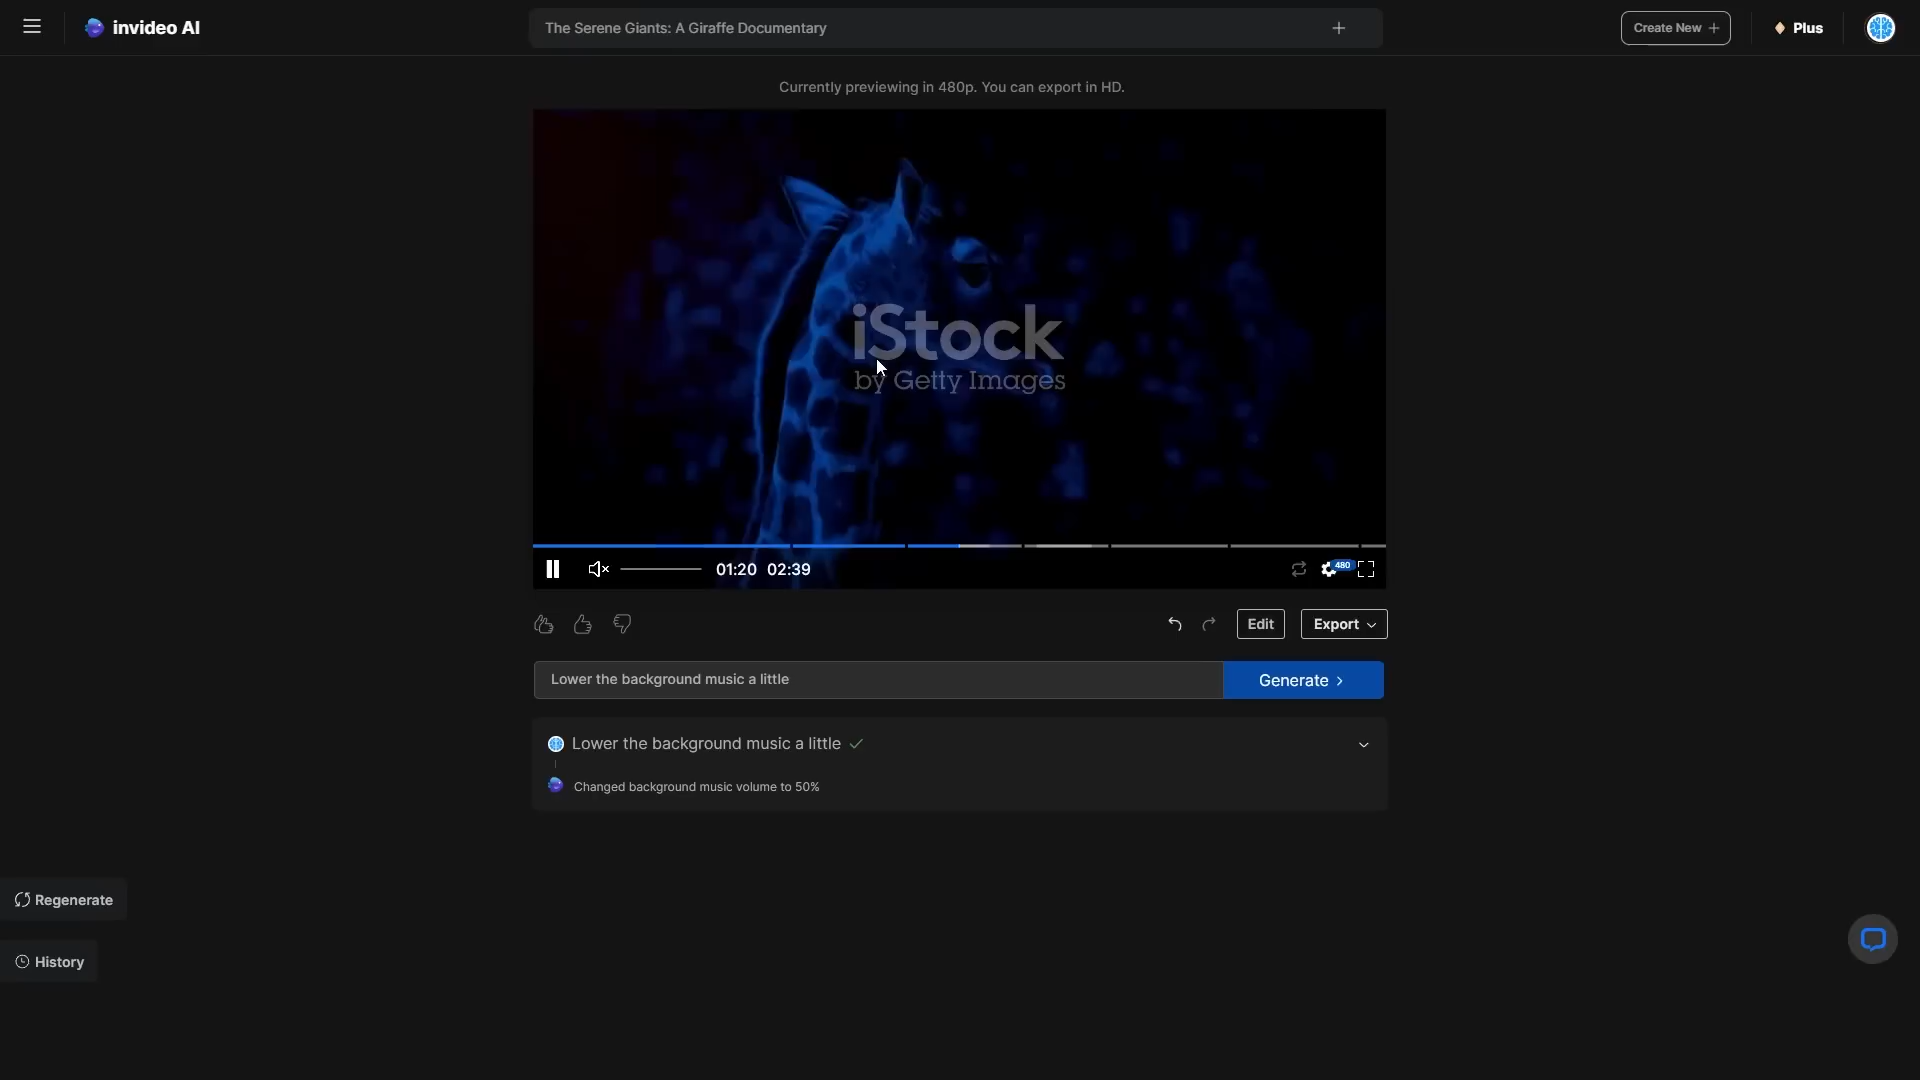 invideo AI
The Serene Giants: A Giraffe Documentary
Create New
Plus
Currently previewing in 480p. You can export in HD.
iStock
by Getty Images
01:20 02:39
480
Edit
Export
Lower the background music a little
Generate
Lower the background music a little
Changed background music volume to 50%
Regenerate
History